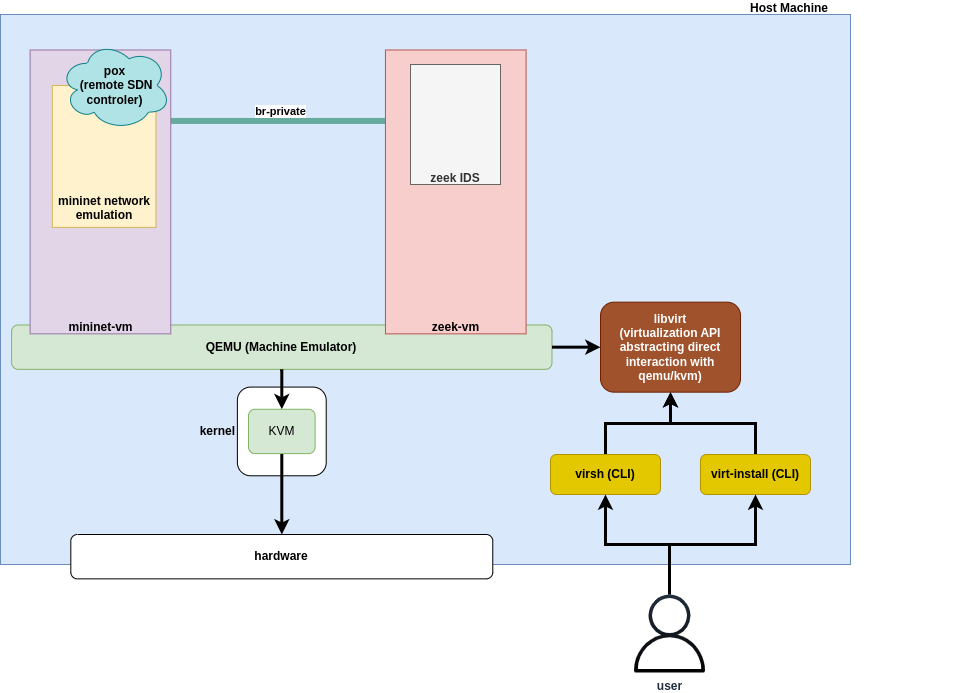 Host Machine
pox
(remote SDN
controler)
br-private
zeek IDS
mininet network
emulation
mininet-vm
zeek-vm
QEMU (Machine Emulator)
libvirt
(virtualization API
abstracting direct
interaction with
qemu/kvm)
kernel
KVM
virsh (CLI)
virt-install (CLI)
hardware
user